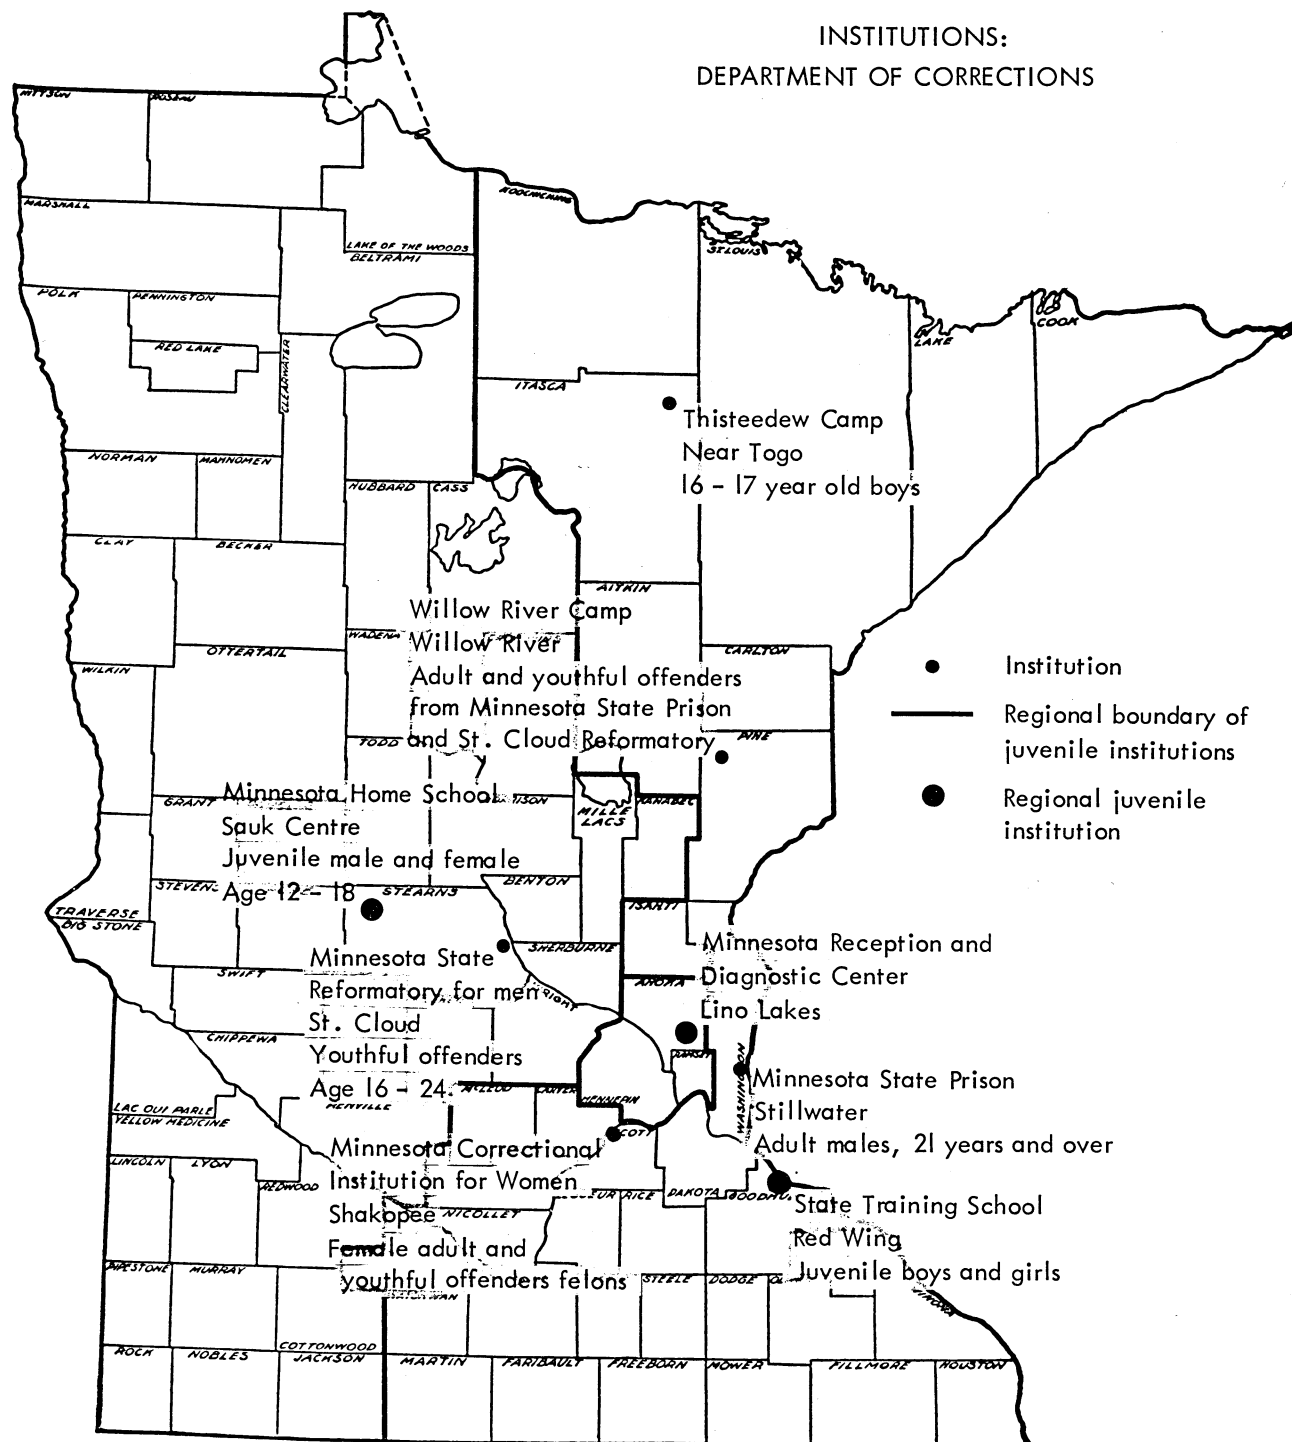 INSTITUTIONS:
DEPARTMENT OF CORRECTIONS
KITTSON
ROSEAU
KOOCHICHING
MARSHALL
LAKE OF THE WOODS
BELTRAMI
ST. LOUIS
POLK
PENNINGTON
COOK
LAKE
RED LAKE
CLEARWATER
ITASCA
Thisteedew Camp
Near Togo
16 - 17 year old boys
NORMAN
MAHNOMEN
HUBBARD
CASS
CLAY
BECKER
AITKIN
Willow River Camp
Willow River
Adult and youthful offenders
from Minnesota State Prison
and St. Cloud Reformatory
WADENA
OTTERTAIL
CARLTON
WILKIN
TODD
PINE
Institution
Regional boundary of
juvenile institutions
Regional juvenile
institution
GRANT
Minnesota Home School
Sauk Centre
Juvenile male and female
Age 12 - 18
MILLE
LACS
KANABEC
STEVENS
STEARNS
BENTON
ISANTI
TRAVERSE
BIG STONE
SHERBURNE
Minnesota Reception and
Diagnostic Center
Lino Lakes
ANOKA
SWIFT
Minnesota State
Reformatory for men
St. Cloud
Youthful offenders
Age 16 - 24
WRIGHT
CHIPPEWA
RAMSEY
WASHINGTON
Minnesota State Prison
Stillwater
Adult males, 21 years and over
MCLEOD
CARVER
HENNEPIN
RENVILLE
LAC QUI PARLE
YELLOW MEDICINE
SCOTT
Minnesota Correctional
Institution for Women
Shakopee
Female adult and
youthful offenders felons
LINCOLN
LYON
REDWOOD
NICOLLET
RICE
DAKOTA
GOODHUE
State Training School
Red Wing
Juvenile boys and girls
PIPESTONE
MURRAY
STEELE
DODGE
WINONA
COTTONWOOD
ROCK
NOBLES
JACKSON
MARTIN
FARIBAULT
FREEBORN
MOWER
FILLMORE
HOUSTON